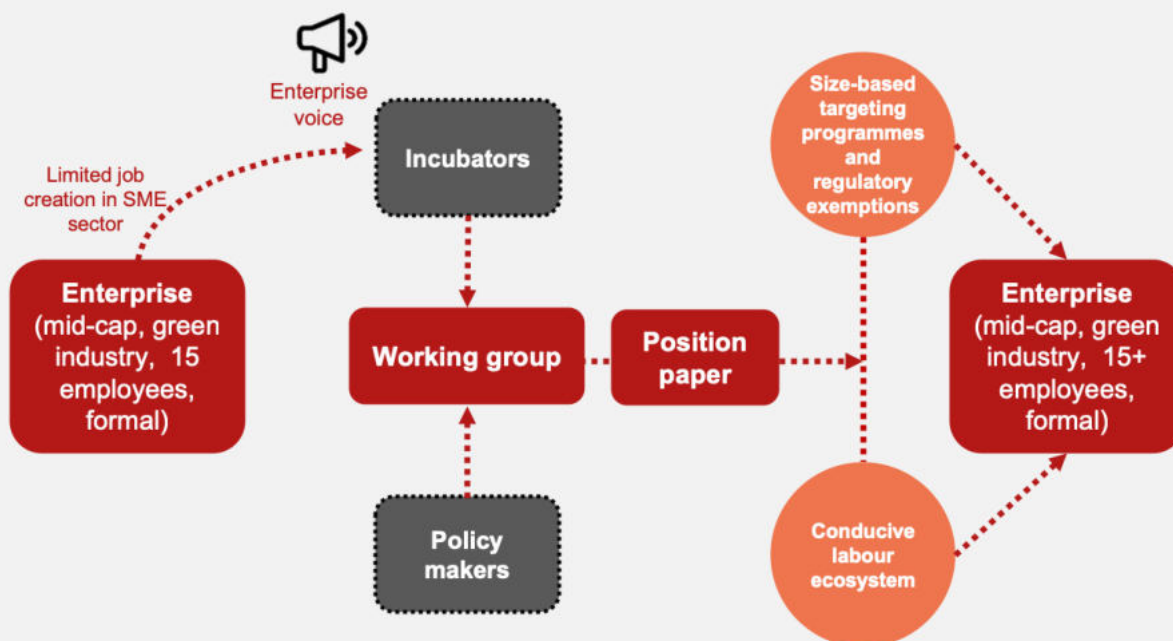 Enterprise
voice
Limited job
creation in SME
sector
Enterprise
(mid-cap, green
industry, 15
employees,
formal)
Incubators
Working group
Policy
makers
Position
paper
Size-based
targeting
programmes
and
regulatory
exemptions
Conducive
labour
ecosystem
Enterprise
(mid-cap, green
industry, 15+
employees,
formal)